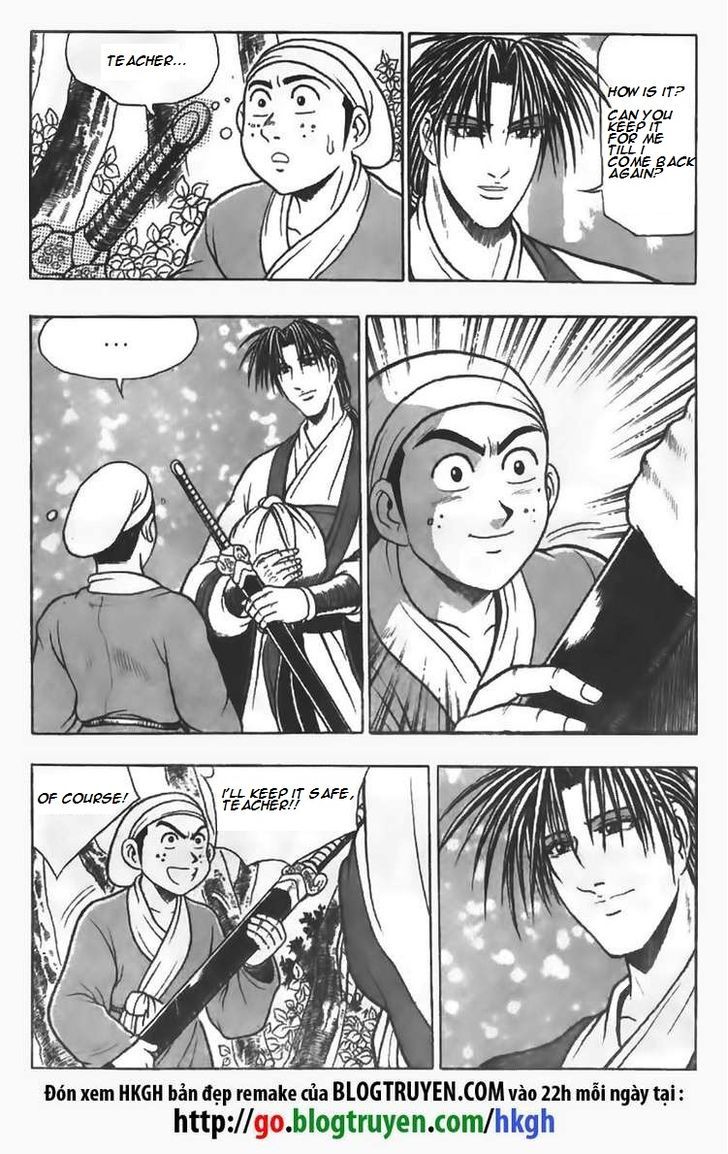 TEACHER...
HOW IS IT?
CAN YOU
KEEP IT
FOR ME
TILL I
COME BACK
AGAIN?
...
OF COURSE!
I'LL KEEP IT SAFE,
TEACHER!!
Đón xem HKGH bản đẹp remake của BLOGTRUYEN.COM vào 22h mỗi ngày tại :
http://go.blogtruyen.com/hkgh